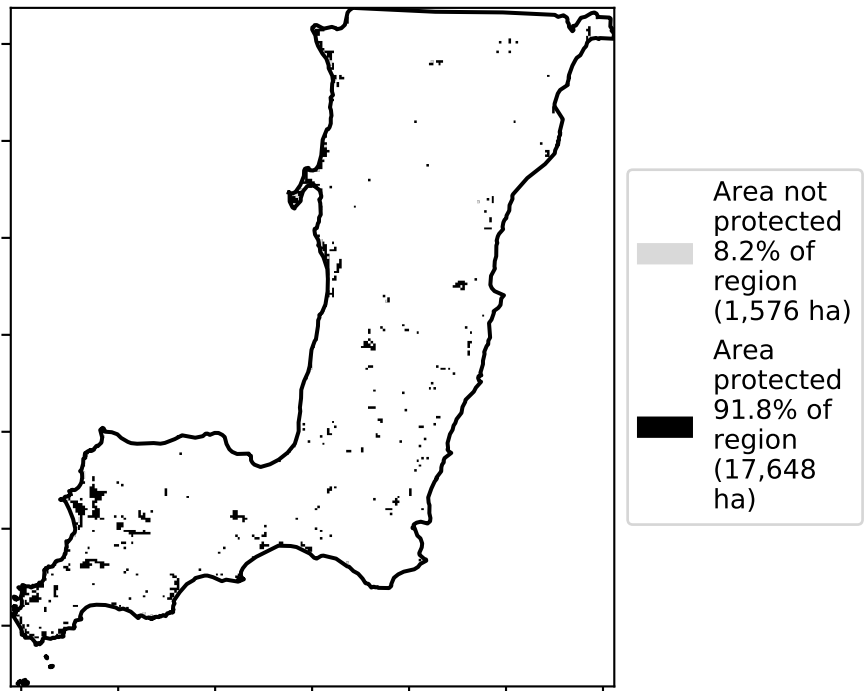 Area not
protected
8.2% of
region
(1,576 ha)
Area
protected
91.8% of
region
(17,648
ha)